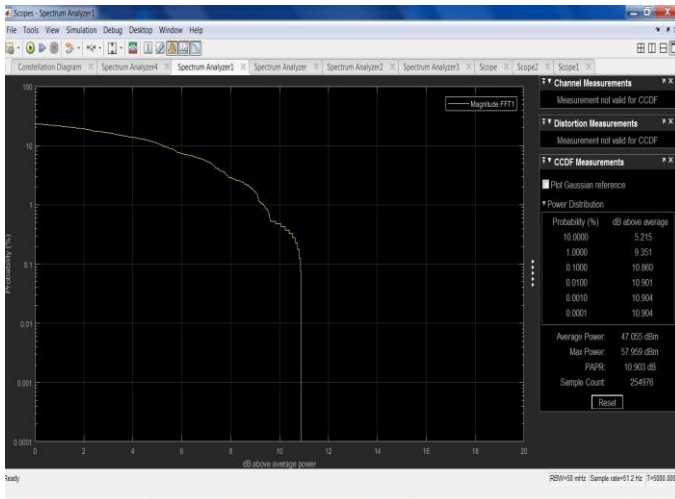 Scopes - Spectrum Analyzer1
File Tools View Simulation Debug Desktop Window Help
Constellation Diagram Spectrum Analyzer4 Spectrum Analyzer1 Spectrum Analyzer Spectrum Analyzer2 Spectrum Analyzer3 Scope Scope2 Scope1
Magnitude FFT1
100
10
1
0.1
0.01
0.001
0.0001
Probability (%)
0 2 4 6 8 10 12 14 16 18 20
dB above average power
Channel Measurements
Measurement not valid for CCDF
Distortion Measurements
Measurement not valid for CCDF
CCDF Measurements
Plot Gaussian reference
Power Distribution
Probability (%) dB above average
10.0000 5.215
1.0000 9.351
0.1000 10.860
0.0100 10.901
0.0010 10.904
0.0001 10.904
Average Power: 47.055 dBm
Max Power: 57.959 dBm
PAPR: 10.903 dB
Sample Count: 254976
Reset
Ready
RBW=50 mHz Sample rate=51.2 Hz T=5000.000